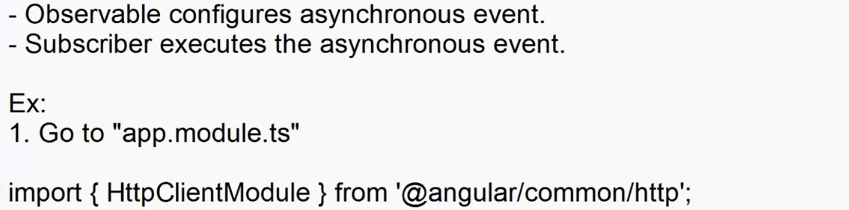 - Observable configures asynchronous event.
- Subscriber executes the asynchronous event.
Ex:
1. Go to "app.module.ts"
import { HttpClientModule } from '@angular/common/http';